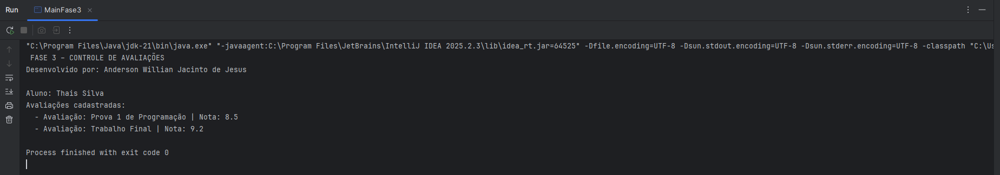 Run MainFase3
"C:\Program Files\Java\jdk-21\bin\java.exe" "-javaagent:C:\Program Files\JetBrains\IntelliJ IDEA 2025.2.3\lib\idea_rt.jar=64525" -Dfile.encoding=UTF-8 -Dsun.stdout.encoding=UTF-8 -Dsun.stderr.encoding=UTF-8 -classpath "C:\Us
FASE 3 – CONTROLE DE AVALIAÇÕES
Desenvolvido por: Anderson Willian Jacinto de Jesus
Aluno: Thais Silva
Avaliações cadastradas:
- Avaliação: Prova 1 de Programação | Nota: 8.5
- Avaliação: Trabalho Final | Nota: 9.2
Process finished with exit code 0